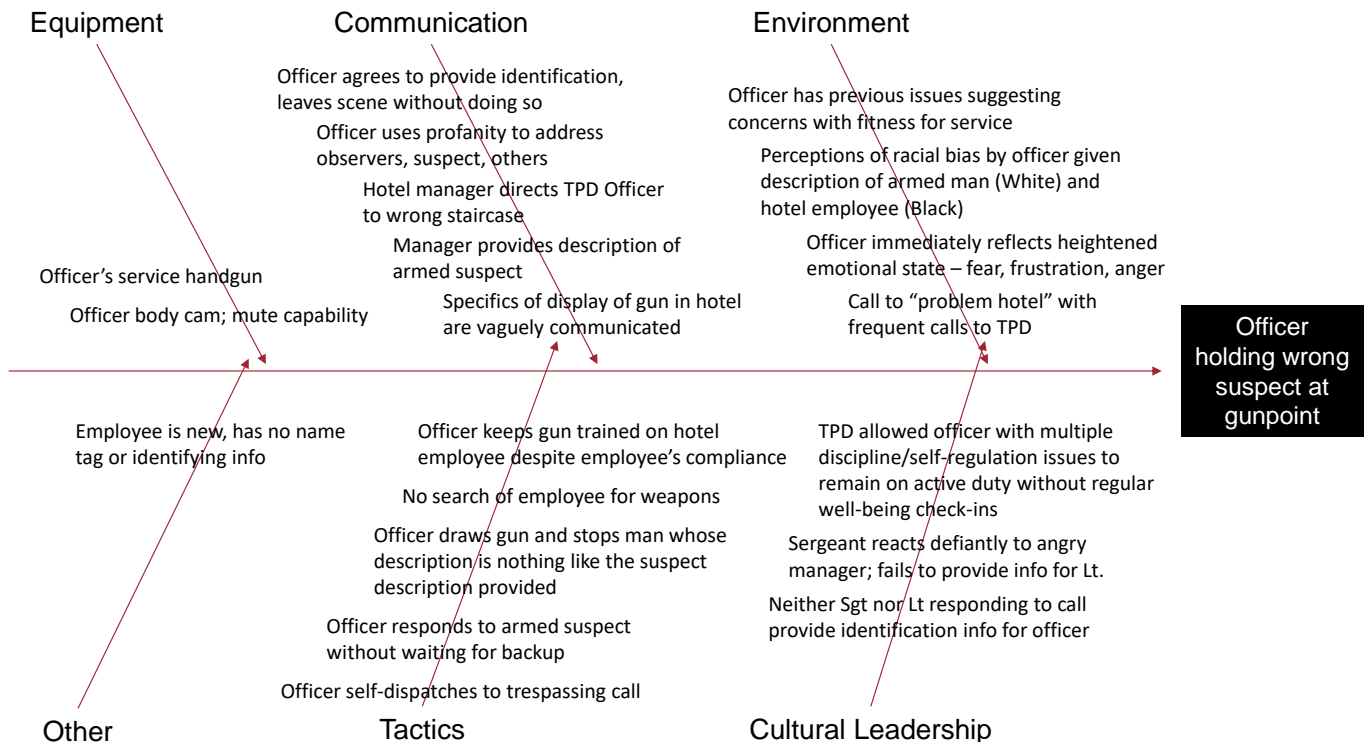 Equipment
Communication
Environment
Officer agrees to provide identification,
leaves scene without doing so
Officer uses profanity to address
observers, suspect, others
Hotel manager directs TPD Officer
to wrong staircase
Manager provides description of
armed suspect
Specifics of display of gun in hotel
are vaguely communicated
Officer has previous issues suggesting
concerns with fitness for service
Perceptions of racial bias by officer given
description of armed man (White) and
hotel employee (Black)
Officer immediately reflects heightened
emotional state – fear, frustration, anger
Call to “problem hotel” with
frequent calls to TPD
Officer’s service handgun
Officer body cam; mute capability
Officer
holding wrong
suspect at
gunpoint
Employee is new, has no name
tag or identifying info
Officer keeps gun trained on hotel
employee despite employee’s compliance
No search of employee for weapons
Officer draws gun and stops man whose
description is nothing like the suspect
description provided
Officer responds to armed suspect
without waiting for backup
Officer self-dispatches to trespassing call
TPD allowed officer with multiple
discipline/self-regulation issues to
remain on active duty without regular
well-being check-ins
Sergeant reacts defiantly to angry
manager; fails to provide info for Lt.
Neither Sgt nor Lt responding to call
provide identification info for officer
Other
Tactics
Cultural Leadership